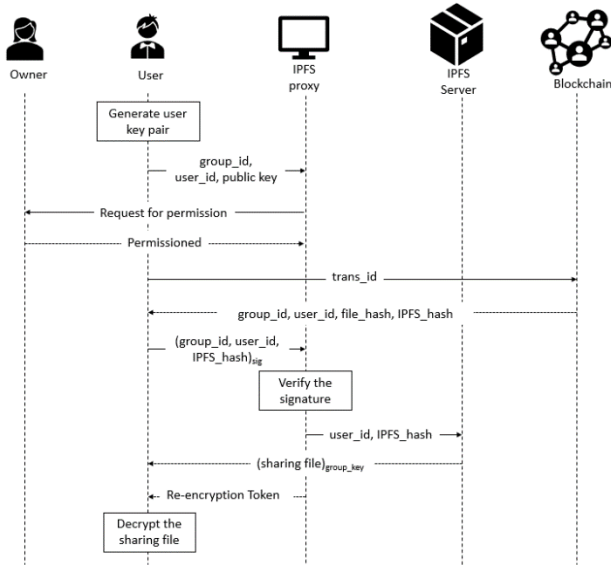 Owner
User
IPFS
proxy
IPFS
Server
Blockchain
Generate user
key pair
group_id,
user_id, public key
Request for permission
Permissioned
trans_id
group_id, user_id, file_hash, IPFS_hash
(group_id, user_id,
IPFS_hash)sig
Verify the
signature
user_id, IPFS_hash
(sharing file)group_key
Re-encryption Token
Decrypt the
sharing file